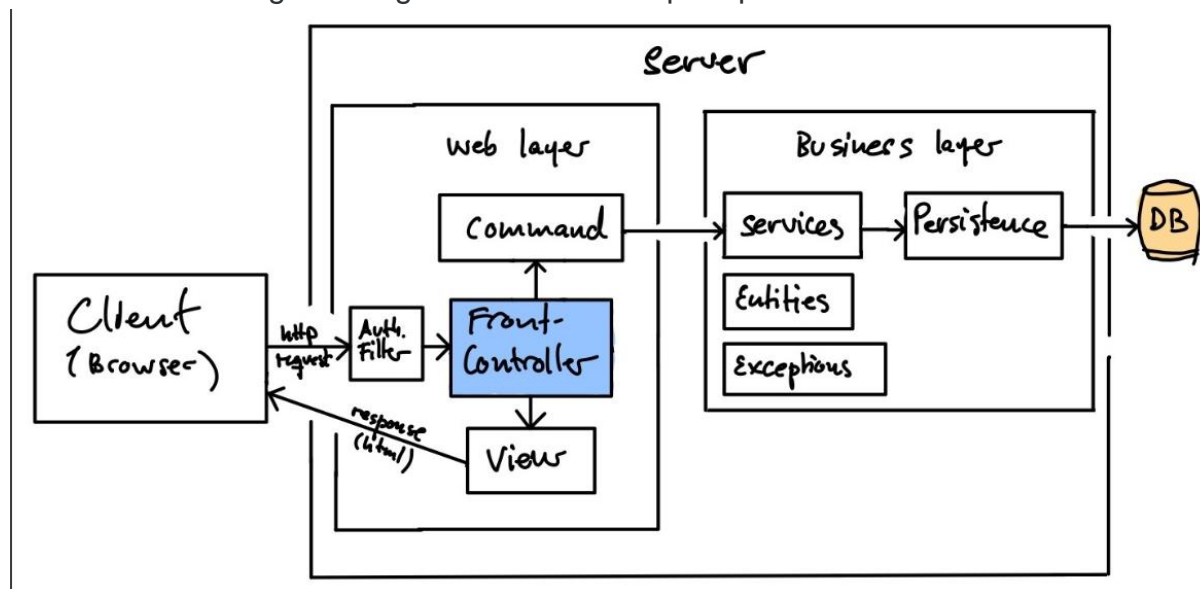 Server
Web layer
Business layer
Command
Services
Persistence
DB
Client
(Browser)
http
request
Auth.
Filter
Front-
Controller
Entities
Exceptions
response
(html)
View